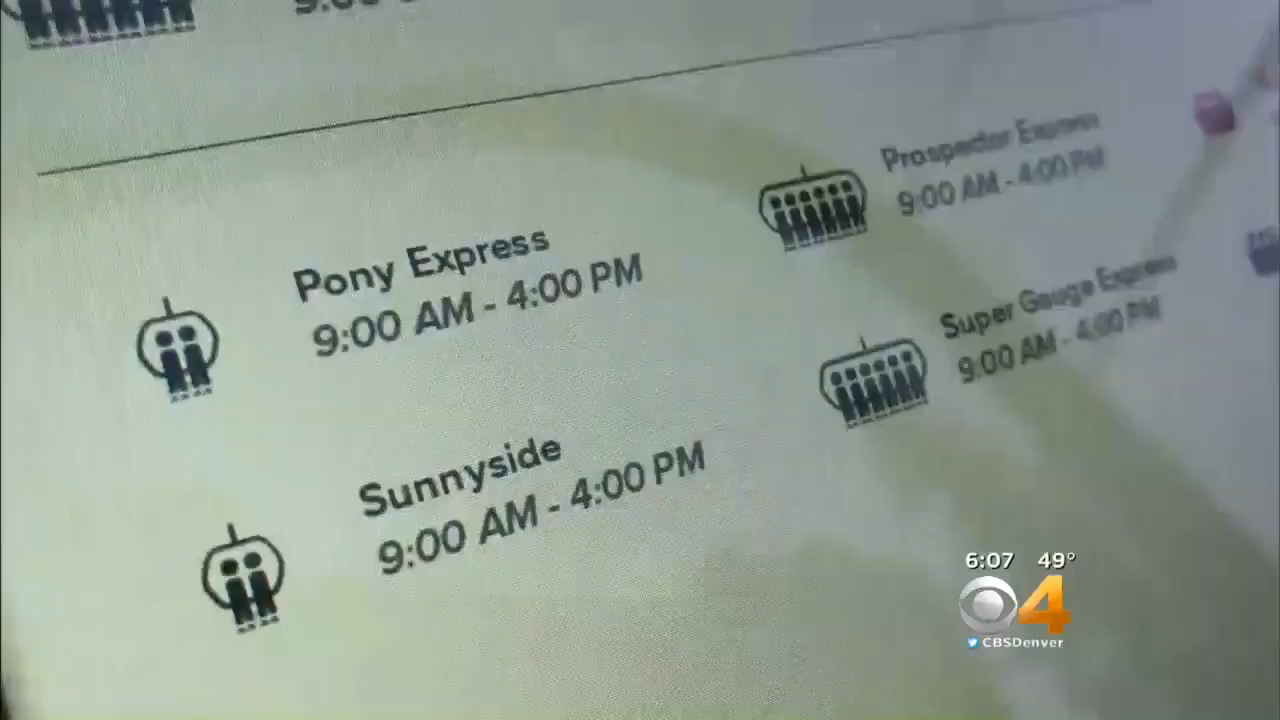 Pony Express
9:00 AM - 4:00 PM
Sunnyside
9:00 AM - 4:00 PM
Prospector Express
9:00 AM - 4:00 PM
Super Gauge Express
9:00 AM - 4:00 PM
6:07 49°
4
CBSDenver